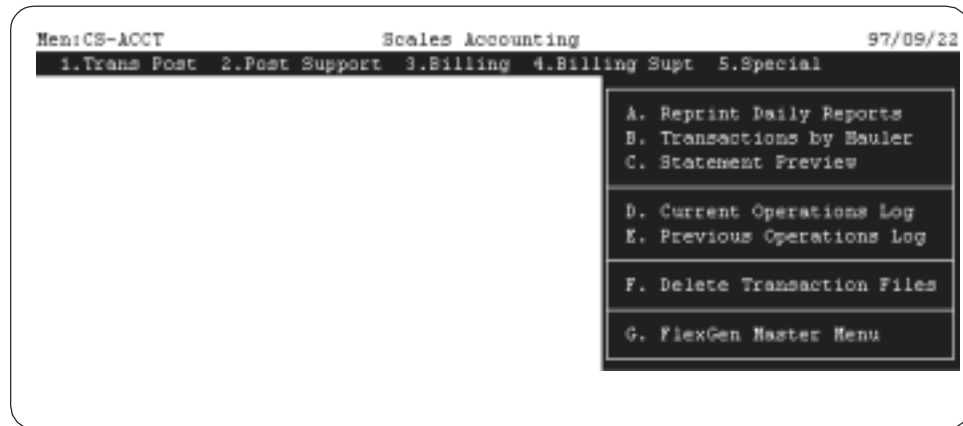 Men:CS-ACCT Scales Accounting 97/09/22
1.Trans Post 2.Post Support 3.Billing 4.Billing Supt 5.Special
A. Reprint Daily Reports
B. Transactions by Hauler
C. Statement Preview
D. Current Operations Log
E. Previous Operations Log
F. Delete Transaction Files
G. FlexGen Master Menu